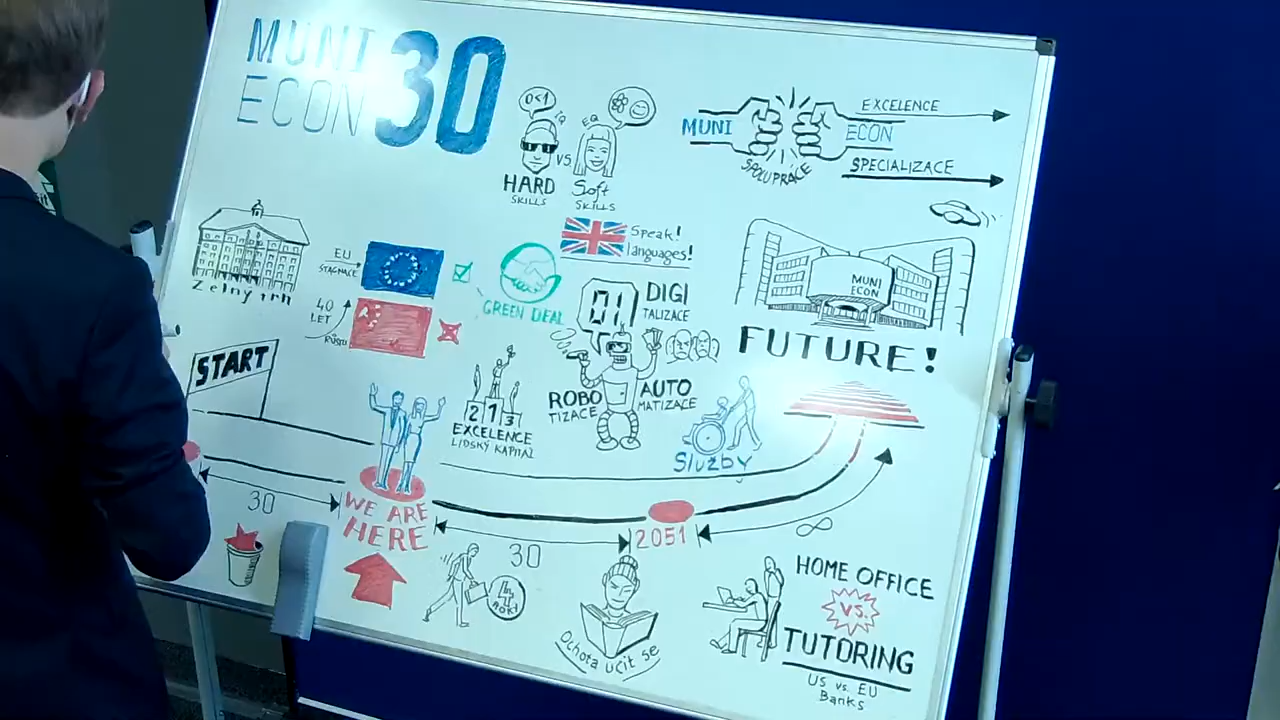 MUNI
ECON
30
0<1
IQ
EQ
VS
HARD
SKILLS
Soft
SKILLS
MUNI
ECON
SPOLUPRÁCE
EXCELENCE
SPECIALIZACE
Zelný trh
EU
STAGNACE
40
LET
RŮSTU
GREEN DEAL
Speak!
languages!
01
DIGI
TALIZACE
ROBO
TIZACE
AUTO
MATIZACE
MUNI
ECON
FUTURE!
START
2 1 3
EXCELENCE
LIDSKÝ KAPITÁL
Služby
30
WE ARE
HERE
30
2051
∞
4
ROKY
Ochota učit se
HOME OFFICE
VS.
TUTORING
US vs. EU
Banks